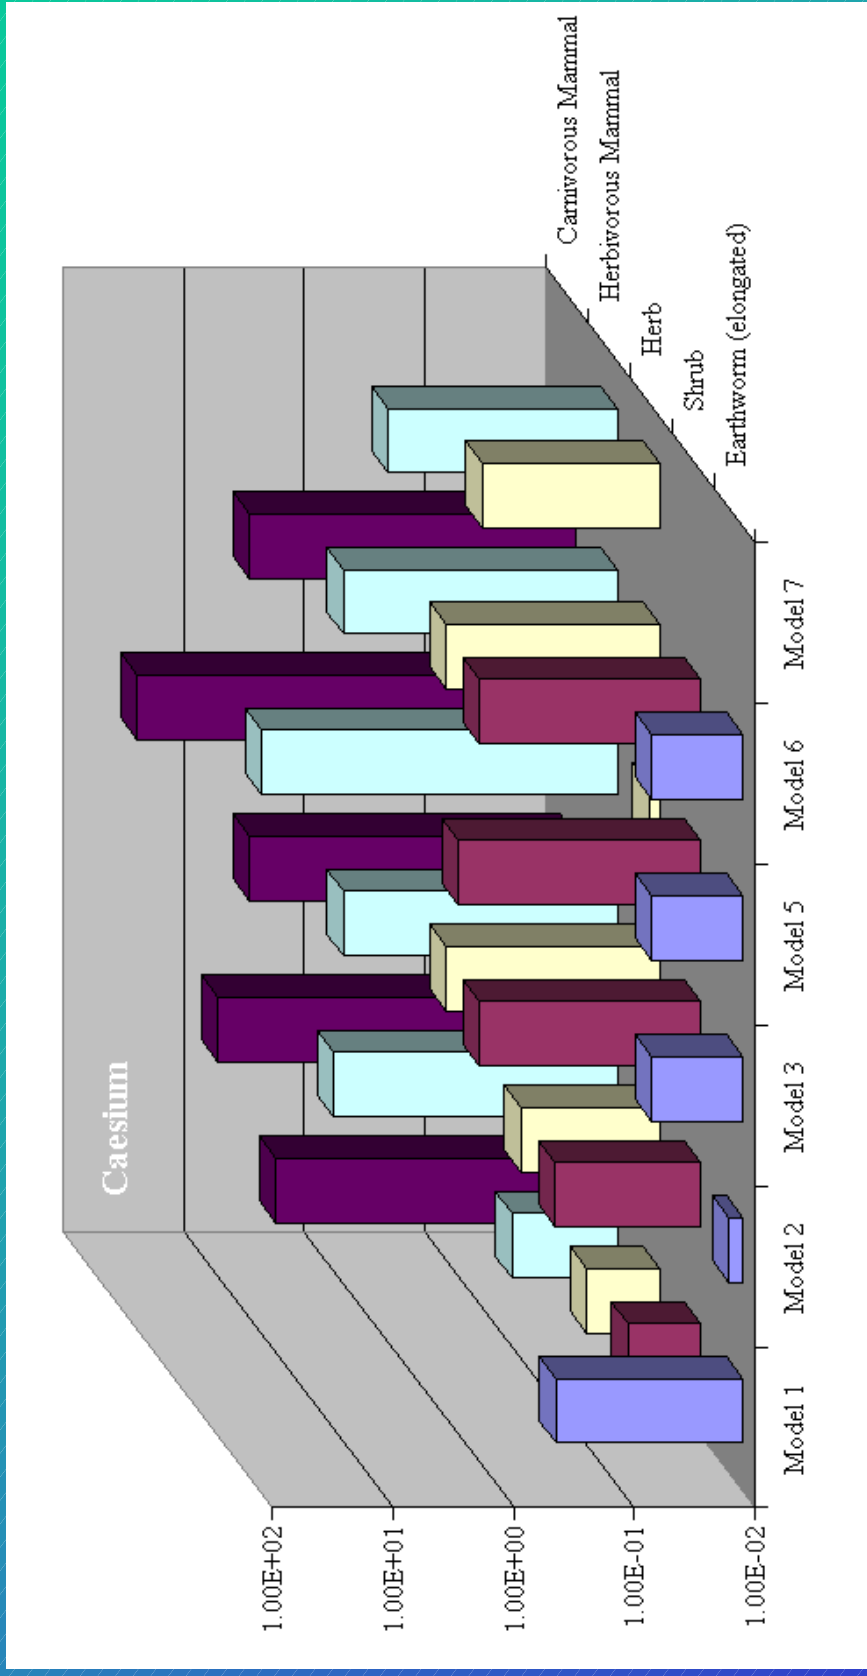 Caesium
1.00E+02
1.00E+01
1.00E+00
1.00E-01
1.00E-02
Model 1
Model 2
Model 3
Model 5
Model 6
Model 7
Earthworm (elongated)
Shrub
Herb
Herbivorous Mammal
Carnivorous Mammal